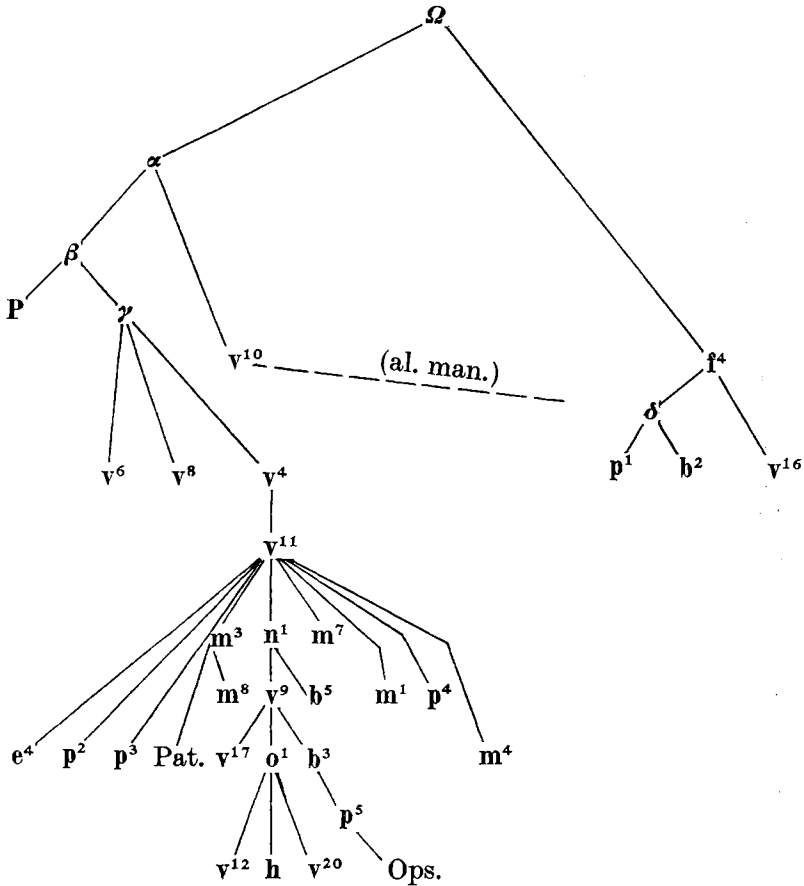 Ω
α
β
P γ
v¹⁰ (al. man.) f⁴
δ
v⁶ v⁸ v⁴ p¹ b² v¹⁶
v¹¹
m³ n¹ m⁷
m⁸ v⁹ b⁵ m¹ p⁴
e⁴ p² p³ Pat. v¹⁷ o¹ b³ m⁴
p⁵
v¹² h v²⁰ Ops.